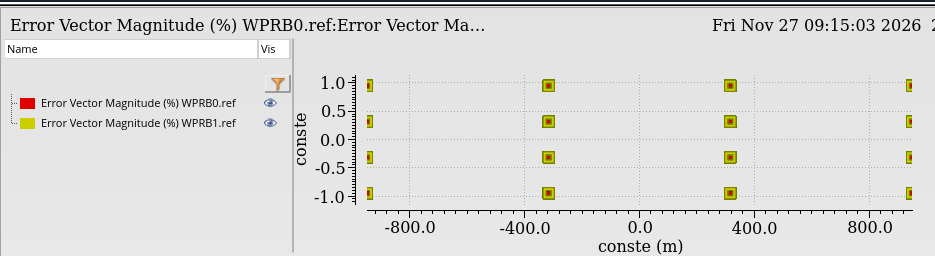 Error Vector Magnitude (%) WPRB0.ref:Error Vector Ma...
Fri Nov 27 09:15:03 2026
Name
Vis
Error Vector Magnitude (%) WPRB0.ref
Error Vector Magnitude (%) WPRB1.ref
conste
1.0
0.5
0.0
-0.5
-1.0
-800.0
-400.0
0.0
400.0
800.0
conste (m)